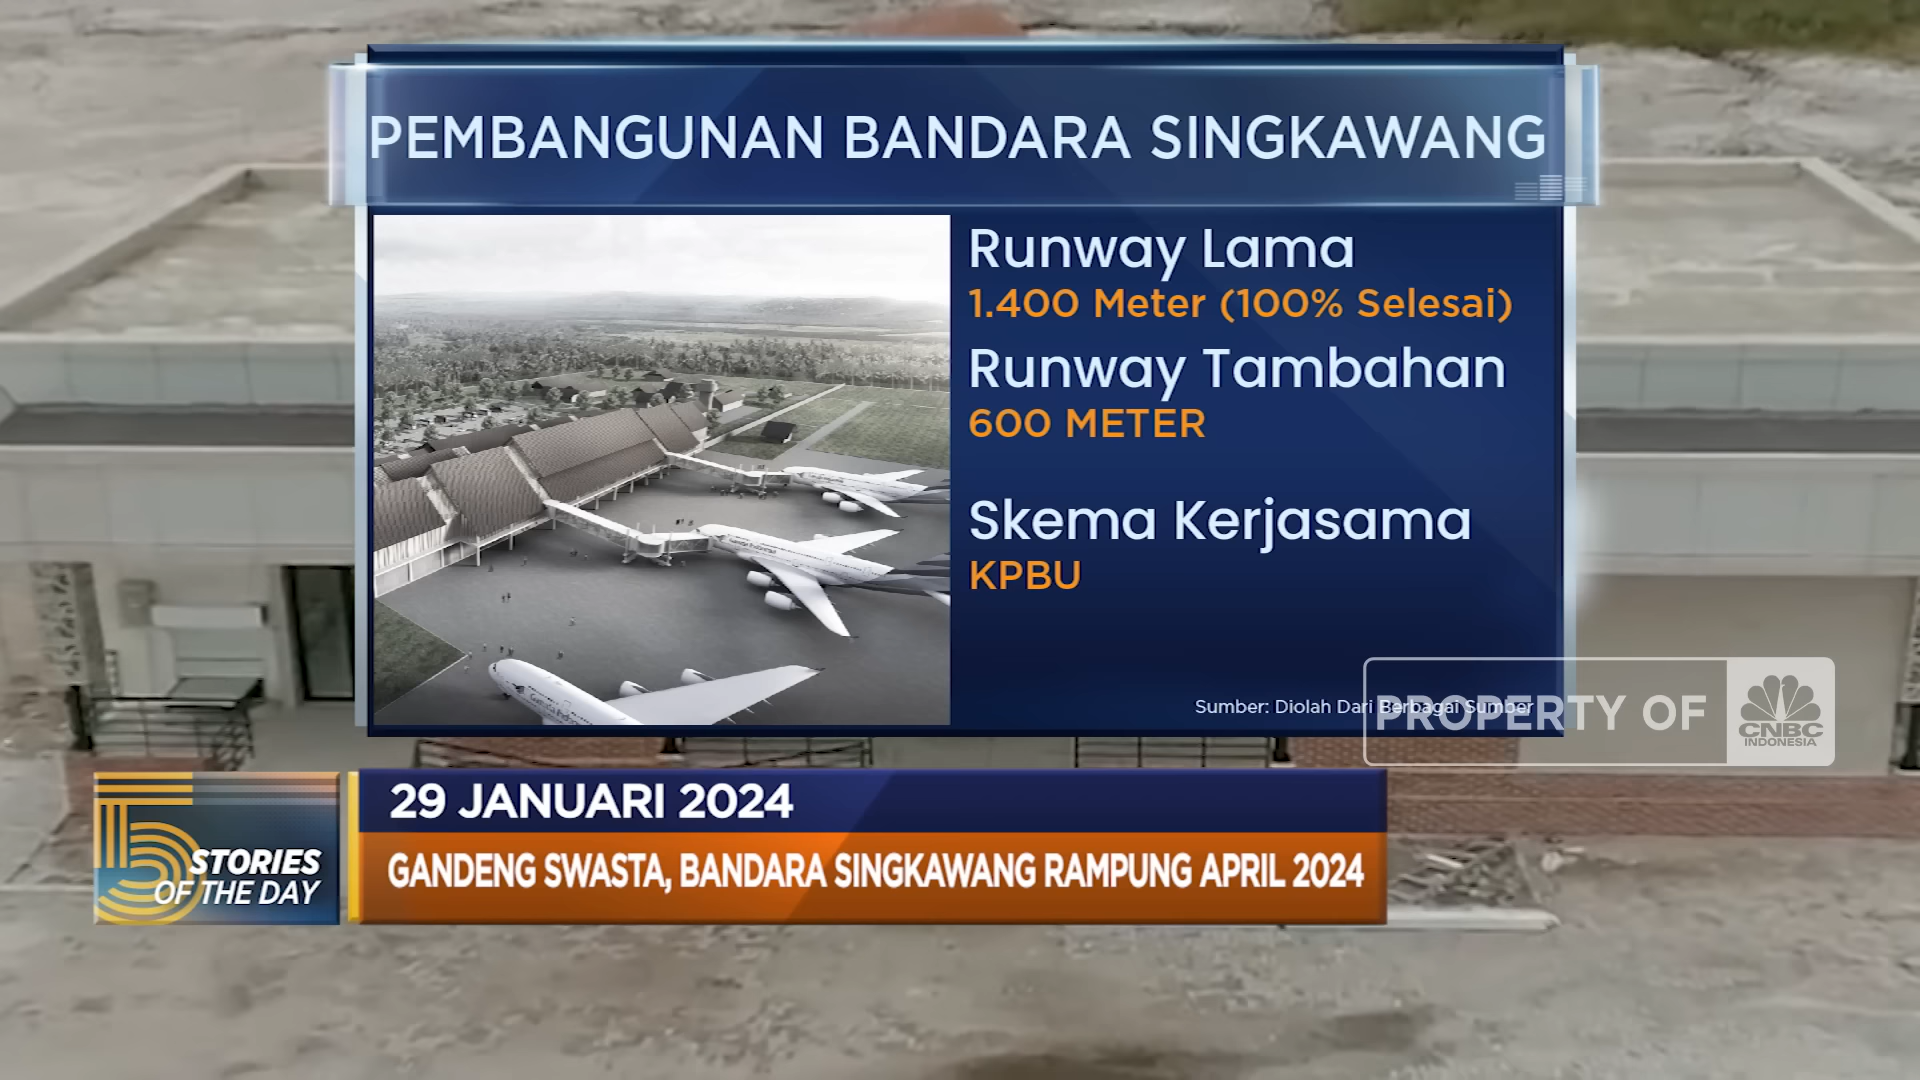 PEMBANGUNAN BANDARA SINGKAWANG
Runway Lama
1.400 Meter (100% Selesai)
Runway Tambahan
600 METER
Skema Kerjasama
KPBU
Sumber: Diolah Dari Berbagai Sumber
PROPERTY OF
CNBC
INDONESIA
29 JANUARI 2024
GANDENG SWASTA, BANDARA SINGKAWANG RAMPUNG APRIL 2024
5
STORIES
OF THE DAY